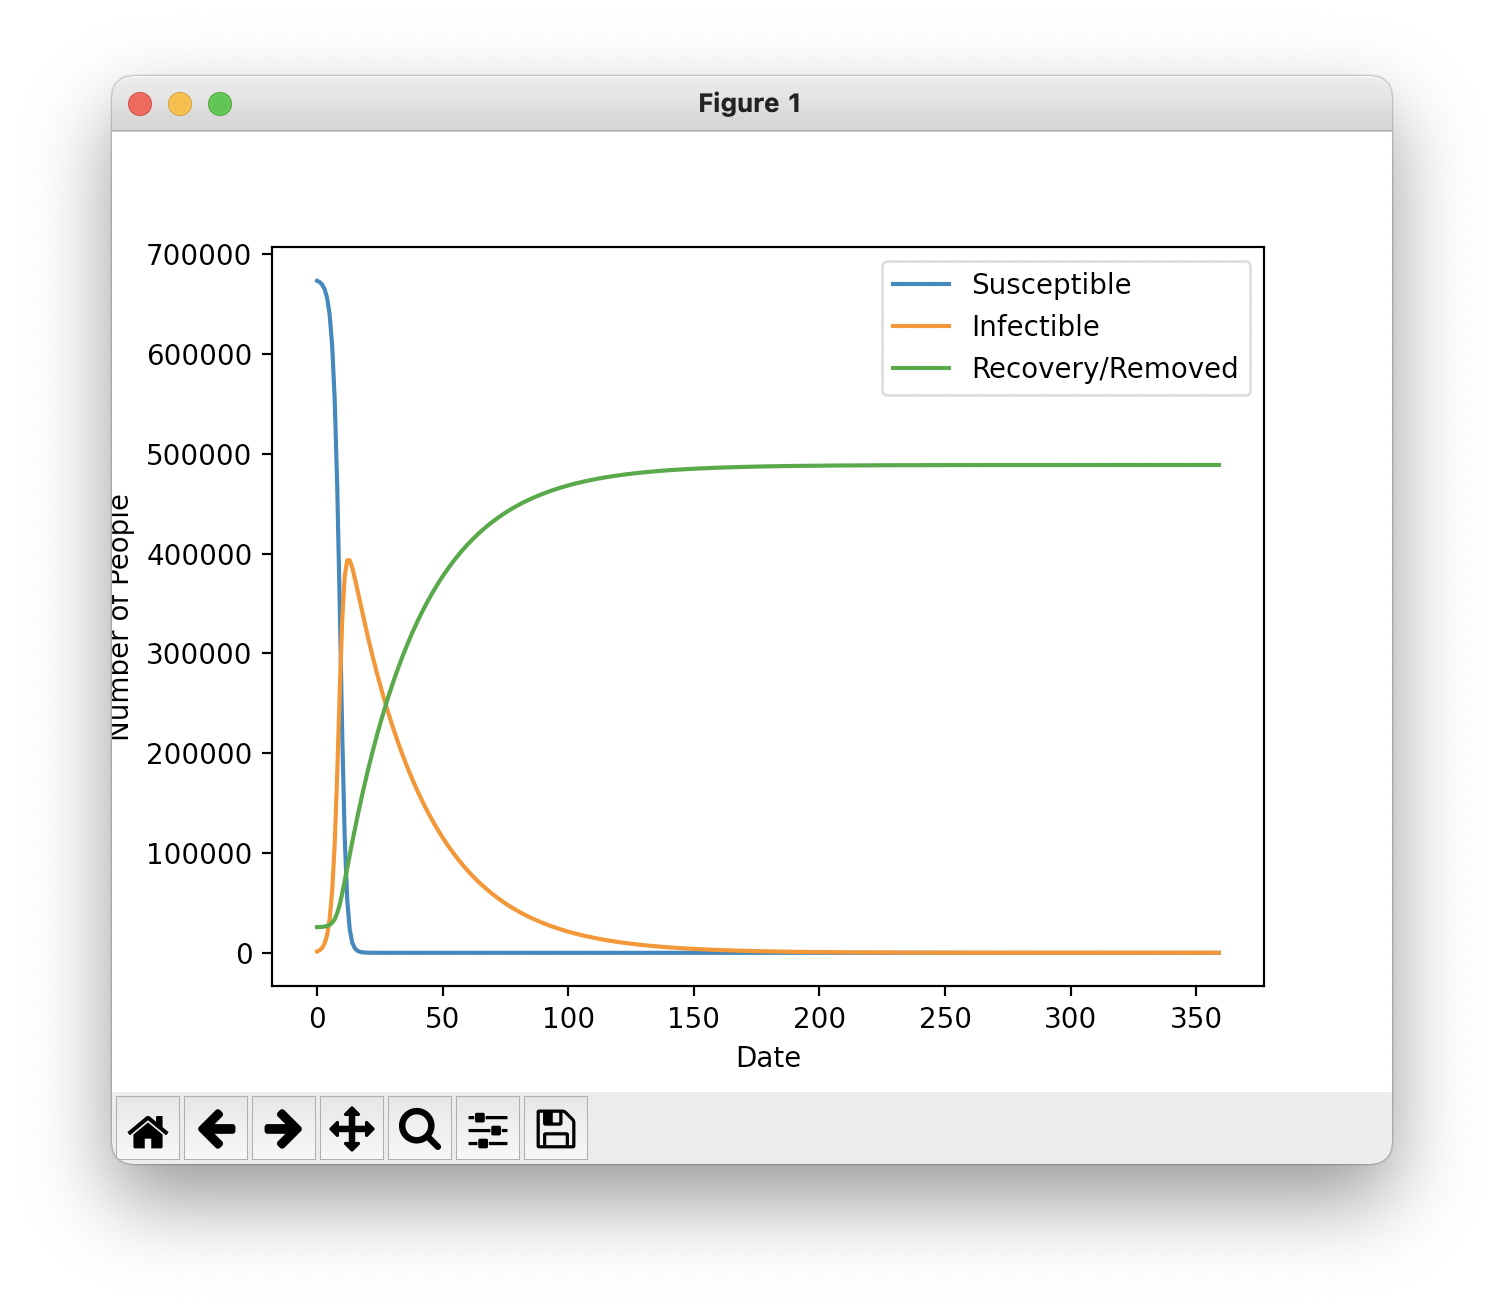 Figure 1
700000
600000
500000
400000
300000
200000
100000
0
Number of People
Susceptible
Infectible
Recovery/Removed
0 50 100 150 200 250 300 350
Date